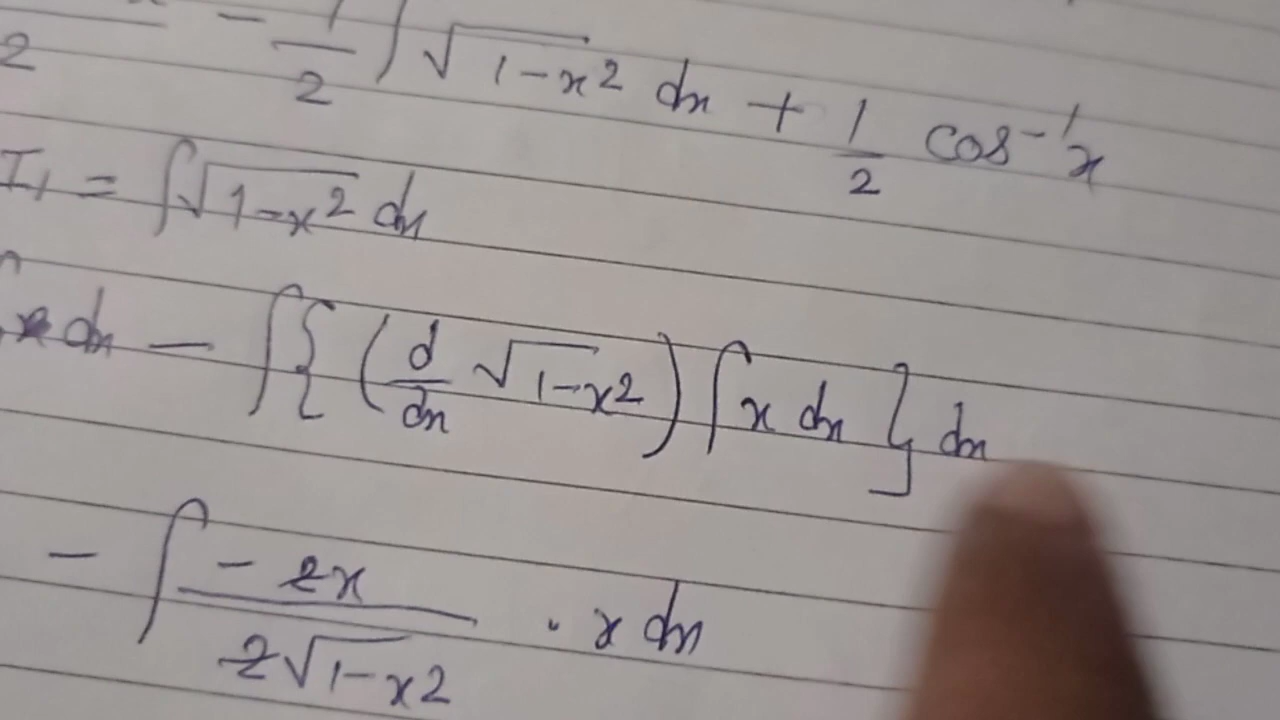 2 - 1/2 ∫ √1-x2 dx + 1/2 cos-1x
I1 = ∫√1-x2 dx
x dx - ∫ { ( d/dx √1-x2 ) ∫ x dx } dx
- ∫ -2x / 2√1-x2 . x dx